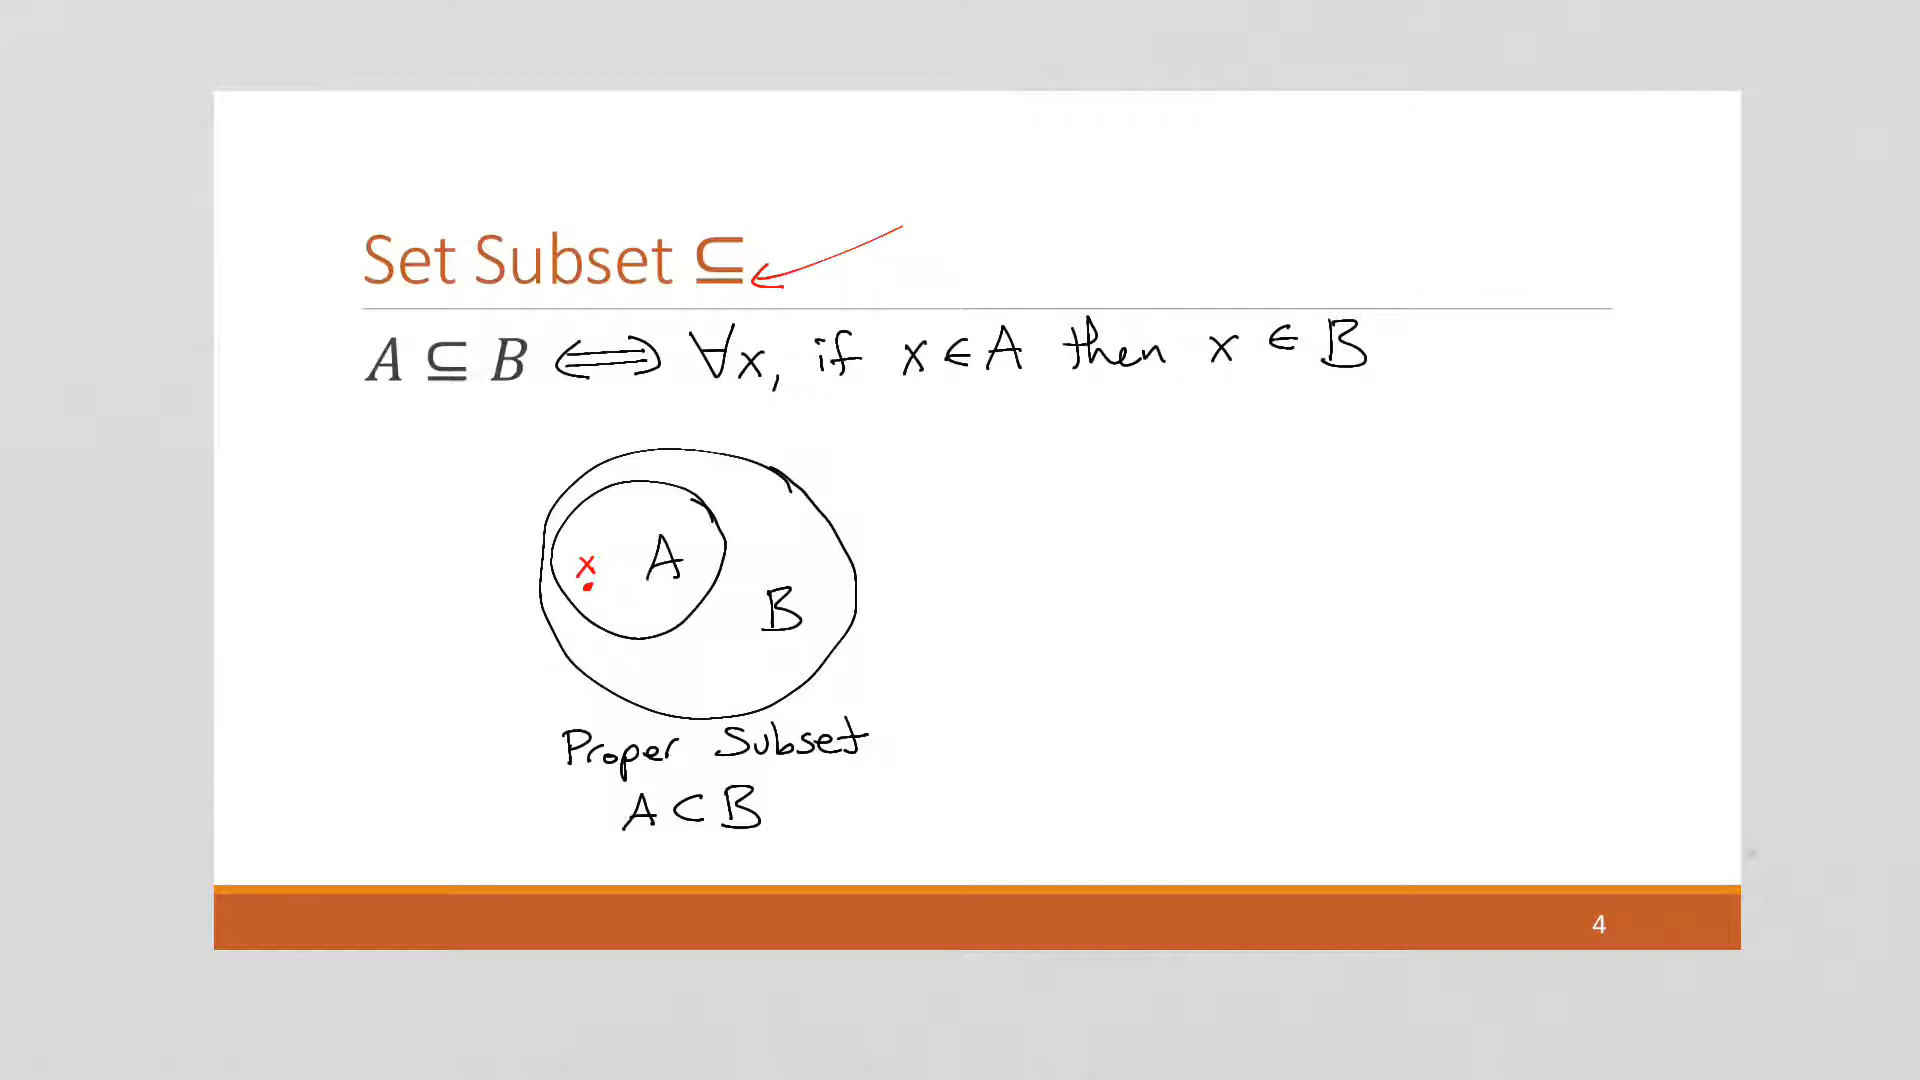 Set Subset ⊆
A ⊆ B ⟺ ∀x, if x ∈ A then x ∈ B
x A
B
Proper Subset
A ⊂ B
4